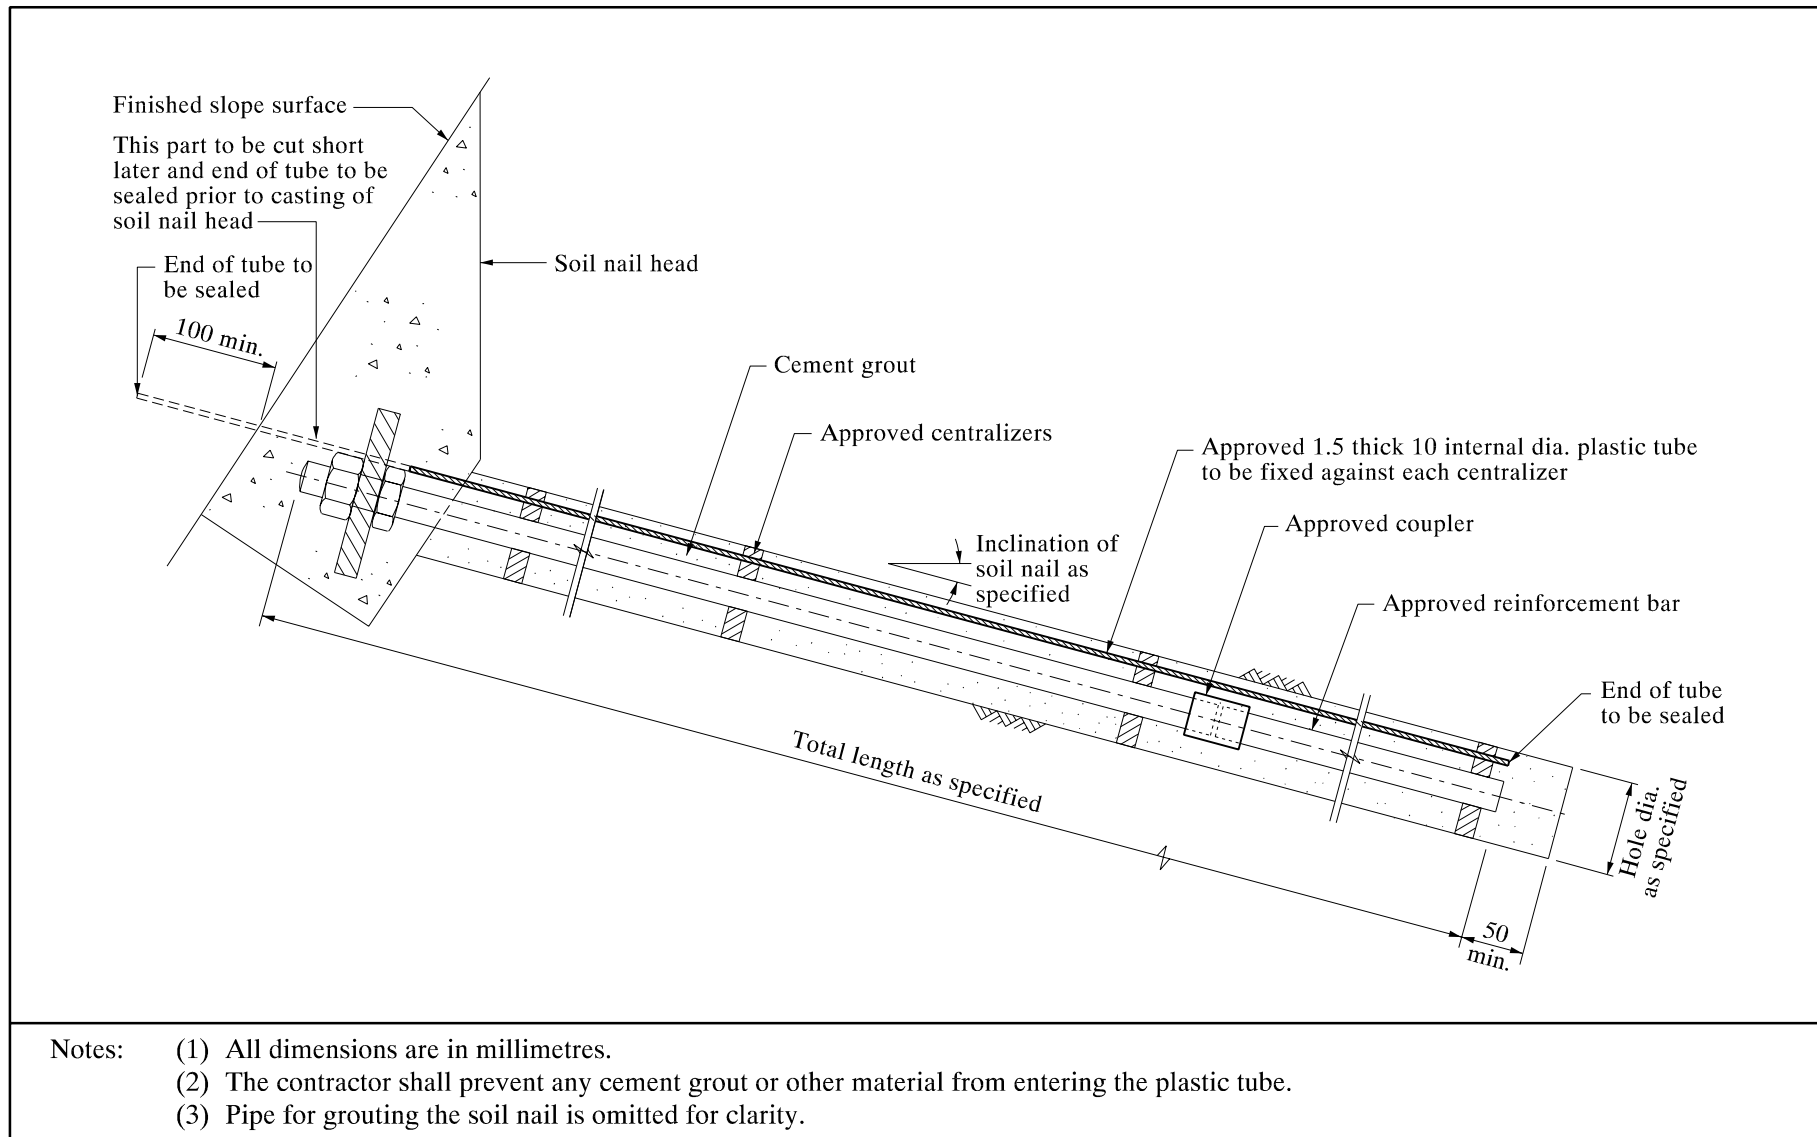 Finished slope surface
This part to be cut short
later and end of tube to be
sealed prior to casting of
soil nail head
End of tube to
be sealed
100 min.
Soil nail head
Cement grout
Approved centralizers
Approved 1.5 thick 10 internal dia. plastic tube
to be fixed against each centralizer
Approved coupler
Inclination of
soil nail as
specified
Approved reinforcement bar
End of tube
to be sealed
Total length as specified
Hole dia.
as specified
50
min.
Notes: (1) All dimensions are in millimetres.
(2) The contractor shall prevent any cement grout or other material from entering the plastic tube.
(3) Pipe for grouting the soil nail is omitted for clarity.